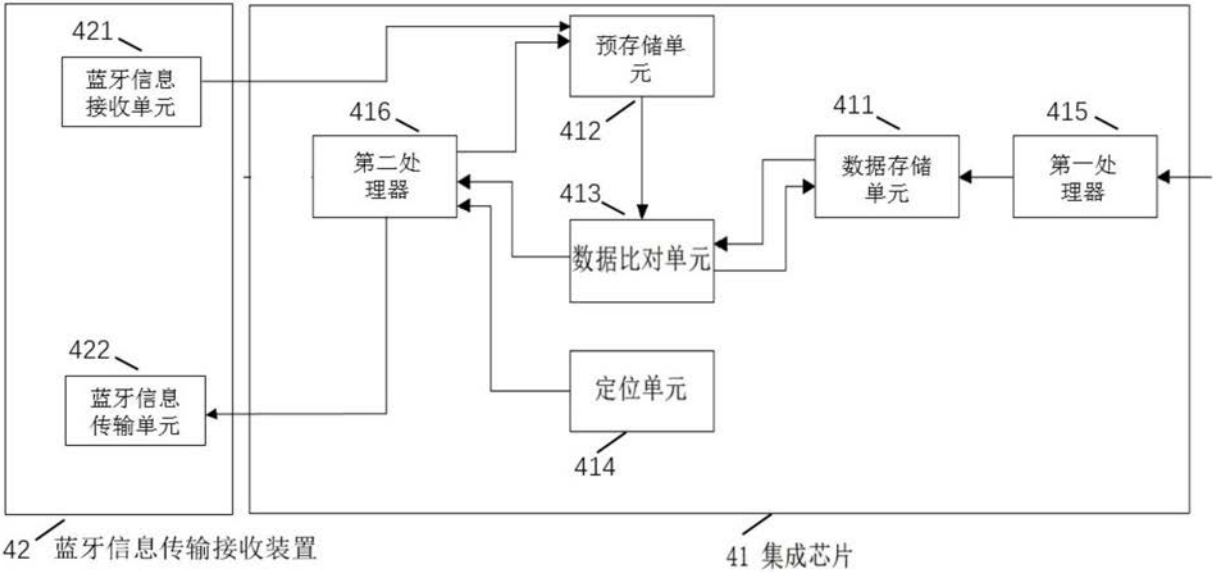 421
蓝牙信息
接收单元
422
蓝牙信息
传输单元
42 蓝牙信息传输接收装置
预存储单
元
412
416
第二处
理器
413
数据比对单元
定位单元
414
411
数据存储
单元
415
第一处
理器
41 集成芯片